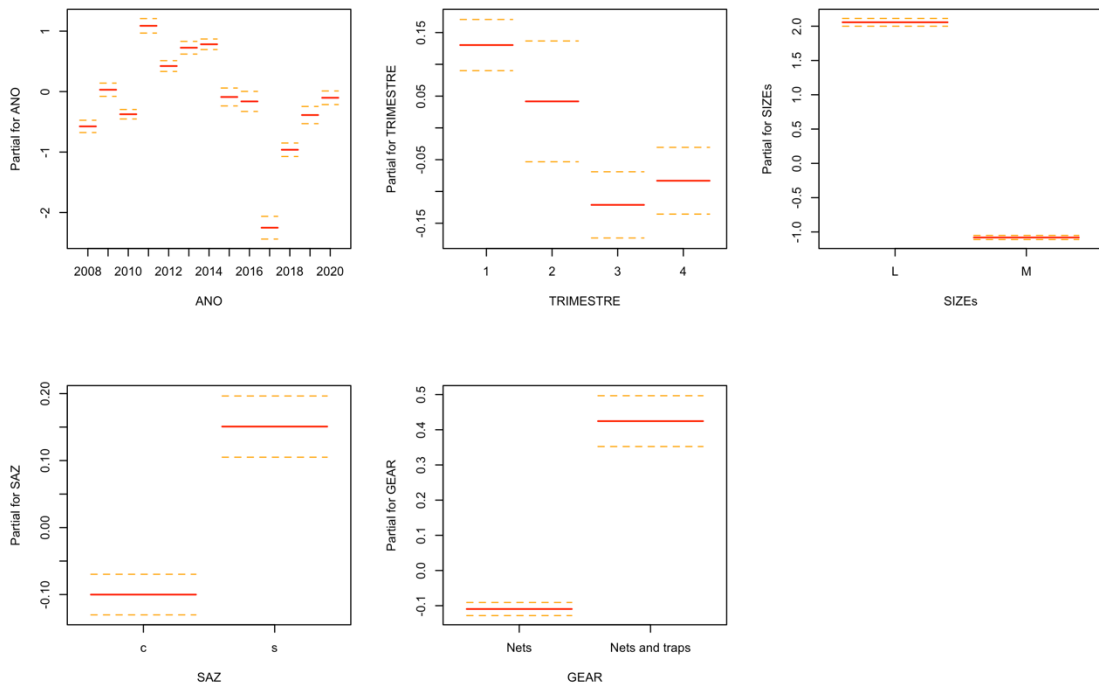 Partial for ANO
1
0
-1
-2
2008 2010 2012 2014 2016 2018 2020
ANO
Partial for TRIMESTRE
0.15
0.05
-0.05
-0.15
1 2 3 4
TRIMESTRE
Partial for SIZEs
2.0
1.5
1.0
0.5
0.0
-1.0
L M
SIZEs
Partial for SAZ
0.20
0.10
0.00
-0.10
c s
SAZ
Partial for GEAR
0.5
0.4
0.3
0.2
0.1
0.0
-0.1
Nets Nets and traps
GEAR